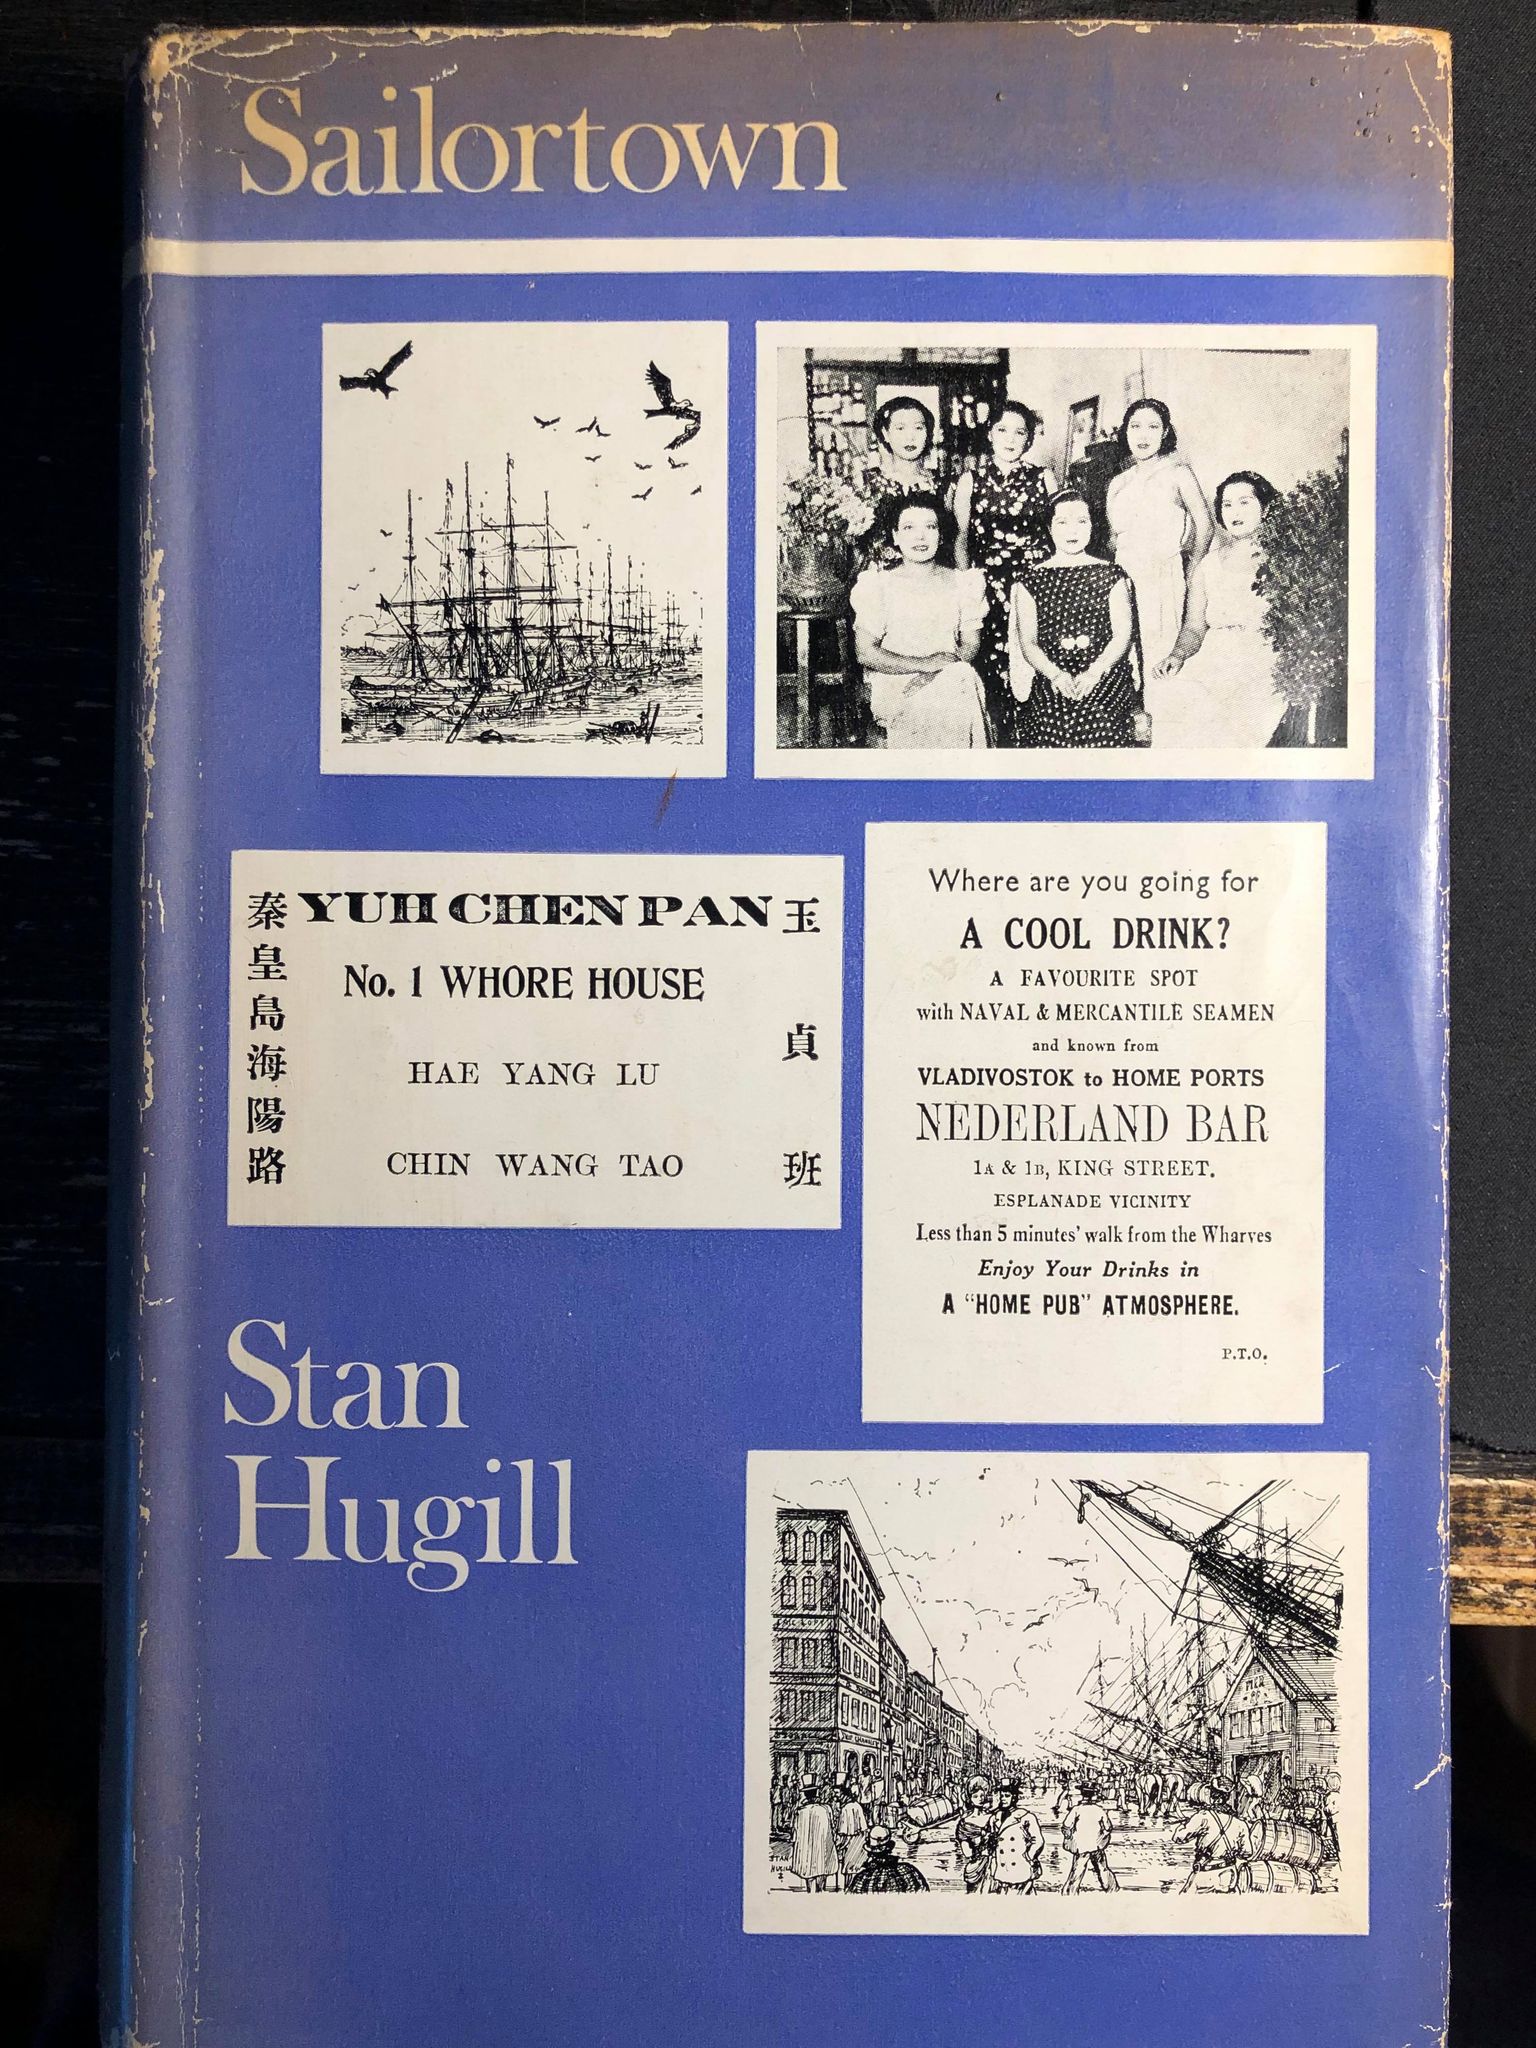 Sailortown
秦皇島海陽路
YUH CHEN PAN
No. 1 WHORE HOUSE
HAE YANG LU
CHIN WANG TAO
玉貞班
Where are you going for
A COOL DRINK?
A FAVOURITE SPOT
with NAVAL & MERCANTILE SEAMEN
and known from
VLADIVOSTOK to HOME PORTS
NEDERLAND BAR
1A & 1B, KING STREET.
ESPLANADE VICINITY
Less than 5 minutes' walk from the Wharves
Enjoy Your Drinks in
A "HOME PUB" ATMOSPHERE.
P.T.O.
Stan
Hugill
STAN
HUGILL